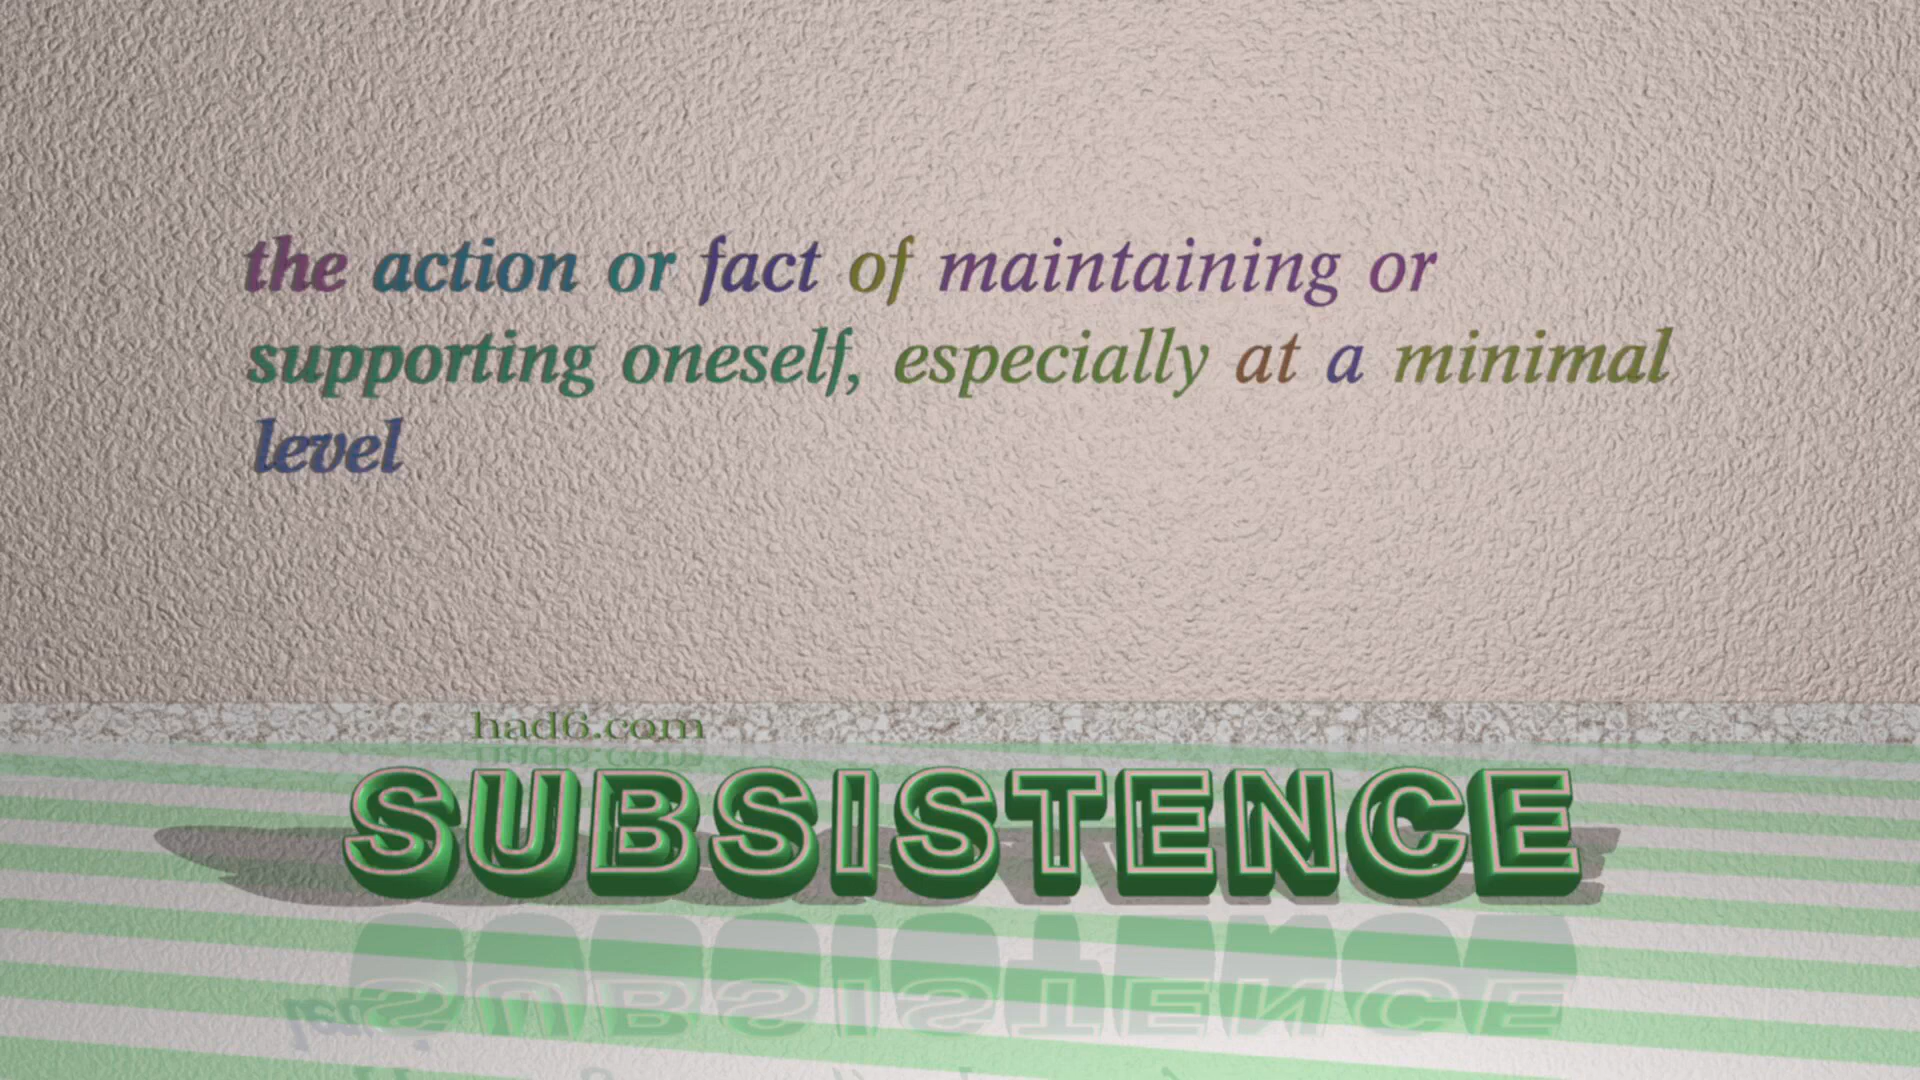 the action or fact of maintaining or
supporting oneself, especially at a minimal
level
had6.com
SUBSISTENCE